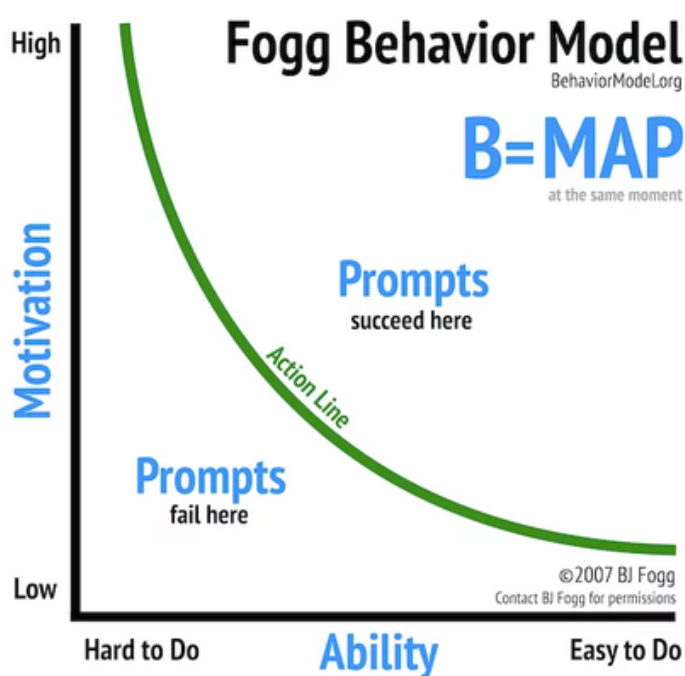 High
Fogg Behavior Model
BehaviorModel.org
B=MAP
at the same moment
Motivation
Prompts
succeed here
Action Line
Prompts
fail here
Low
©2007 BJ Fogg
Contact BJ Fogg for permissions
Hard to Do
Ability
Easy to Do